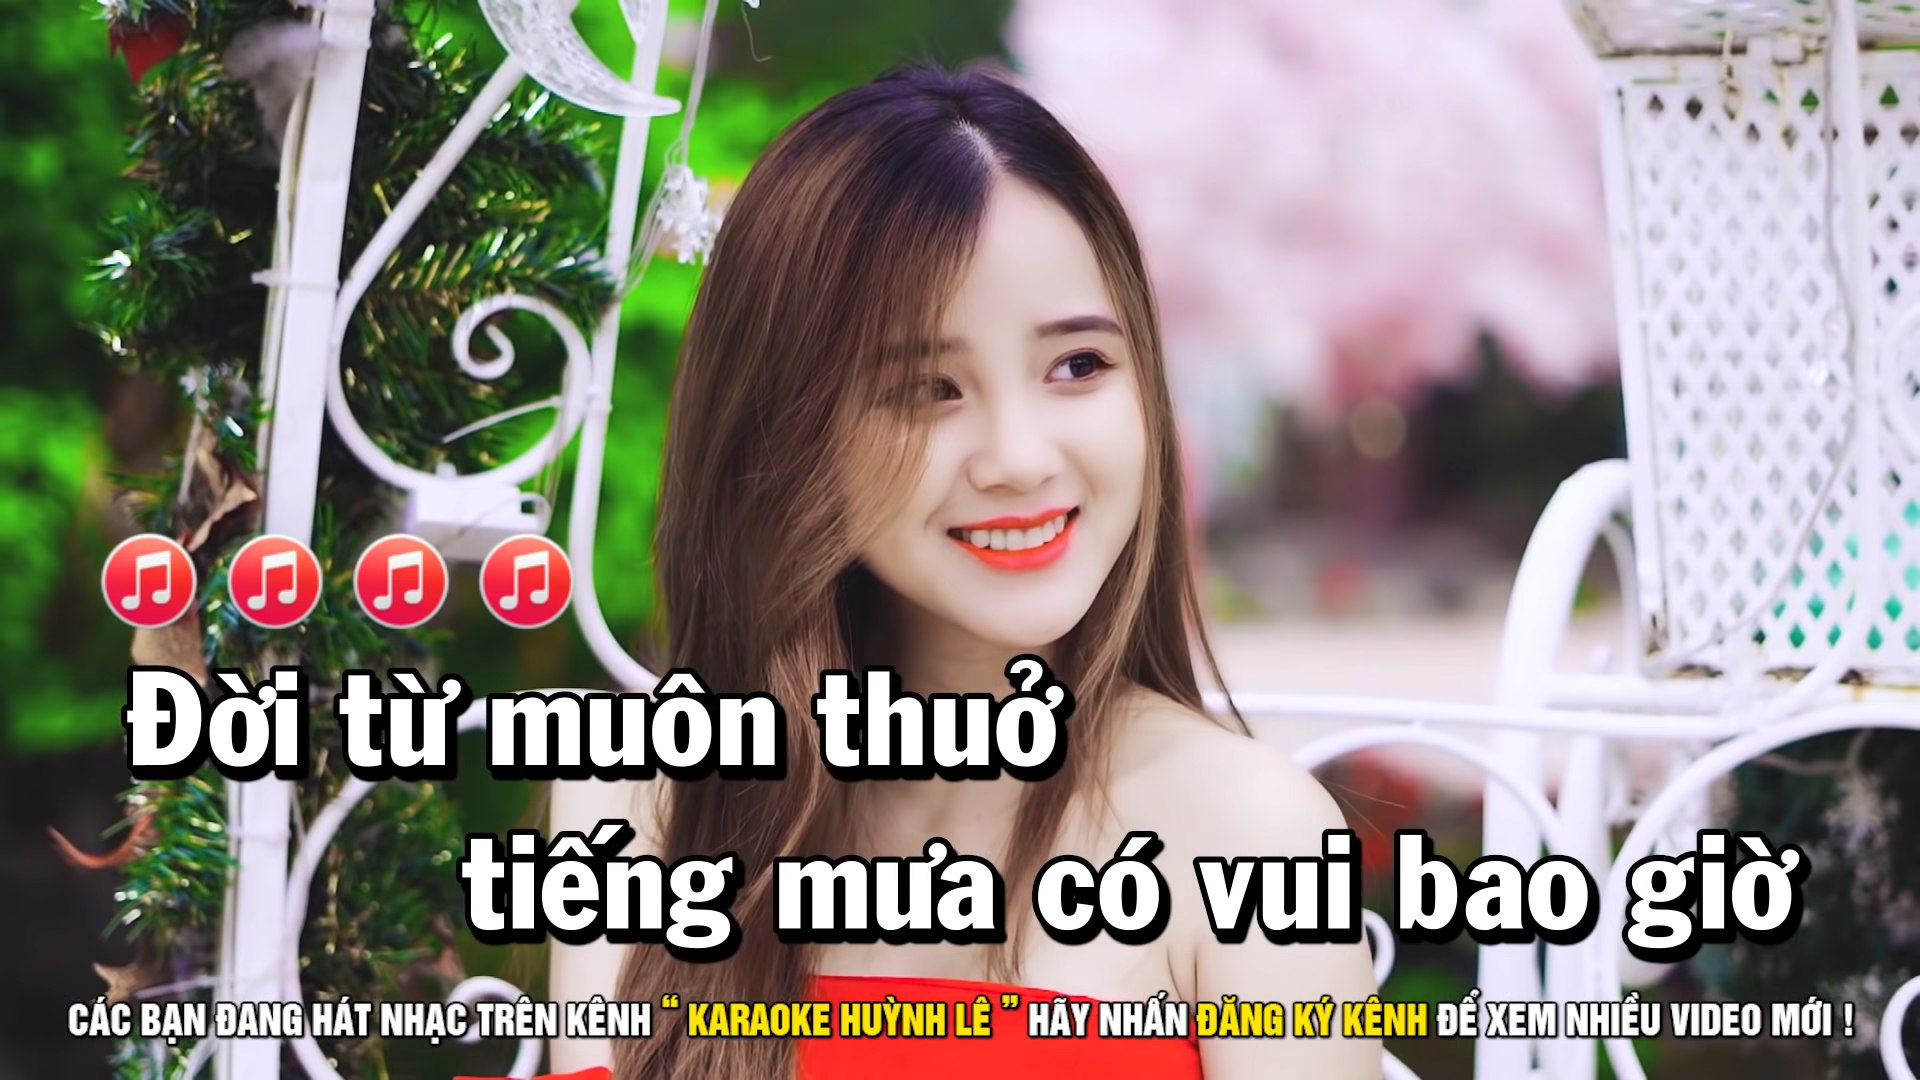 Đời từ muôn thuở
tiếng mưa có vui bao giờ
CÁC BẠN ĐANG HÁT NHẠC TRÊN KÊNH “ KARAOKE HUỲNH LÊ ” HÃY NHẤN ĐĂNG KÝ KÊNH ĐỂ XEM NHIỀU VIDEO MỚI !